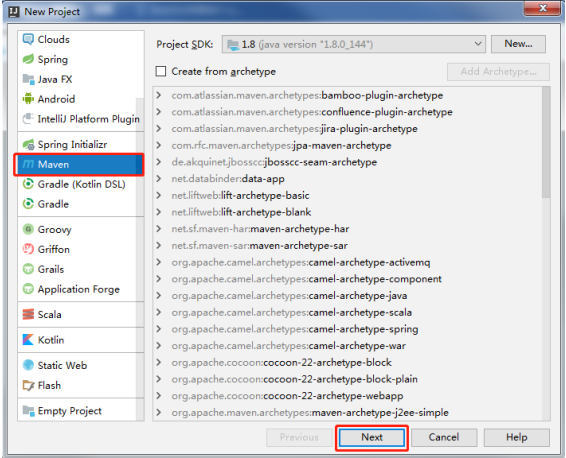 New Project
Clouds
Spring
Java FX
Android
IntelliJ Platform Plugin
Spring Initializr
Maven
Gradle (Kotlin DSL)
Gradle
Groovy
Griffon
Grails
Application Forge
Scala
Kotlin
Static Web
Flash
Empty Project
Project SDK: 1.8 (java version "1.8.0_144") New...
Create from archetype Add Archetype...
com.atlassian.maven.archetypes:bamboo-plugin-archetype
com.atlassian.maven.archetypes:confluence-plugin-archetype
com.atlassian.maven.archetypes:jira-plugin-archetype
com.rfc.maven.archetypes:jpa-maven-archetype
de.akquinet.jbosscc:jbosscc-seam-archetype
net.databinder:data-app
net.liftweb:lift-archetype-basic
net.liftweb:lift-archetype-blank
net.sf.maven-har:maven-archetype-har
net.sf.maven-sar:maven-archetype-sar
org.apache.camel.archetypes:camel-archetype-activemq
org.apache.camel.archetypes:camel-archetype-component
org.apache.camel.archetypes:camel-archetype-java
org.apache.camel.archetypes:camel-archetype-scala
org.apache.camel.archetypes:camel-archetype-spring
org.apache.camel.archetypes:camel-archetype-war
org.apache.cocoon:cocoon-22-archetype-block
org.apache.cocoon:cocoon-22-archetype-block-plain
org.apache.cocoon:cocoon-22-archetype-webapp
org.apache.maven.archetypes:maven-archetype-j2ee-simple
Previous Next Cancel Help